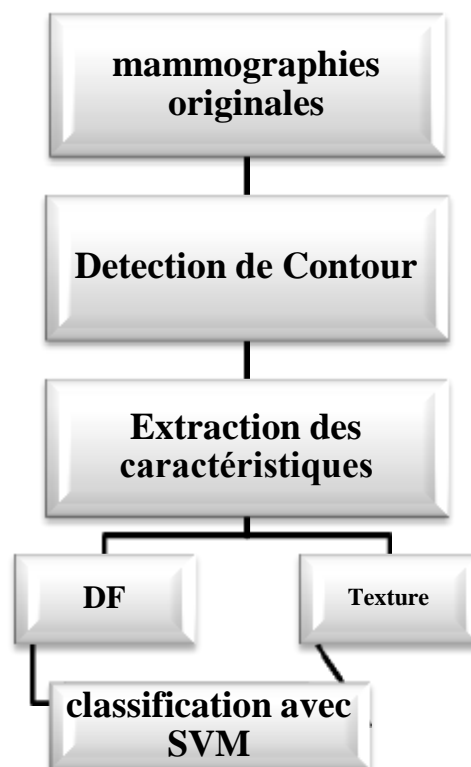 mammographies
originales
Detection de Contour
Extraction des
caractéristiques
DF
Texture
classification avec
SVM